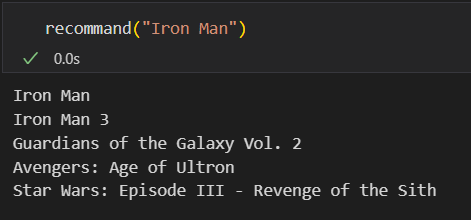 recommand("Iron Man")
0.0s
Iron Man
Iron Man 3
Guardians of the Galaxy Vol. 2
Avengers: Age of Ultron
Star Wars: Episode III - Revenge of the Sith